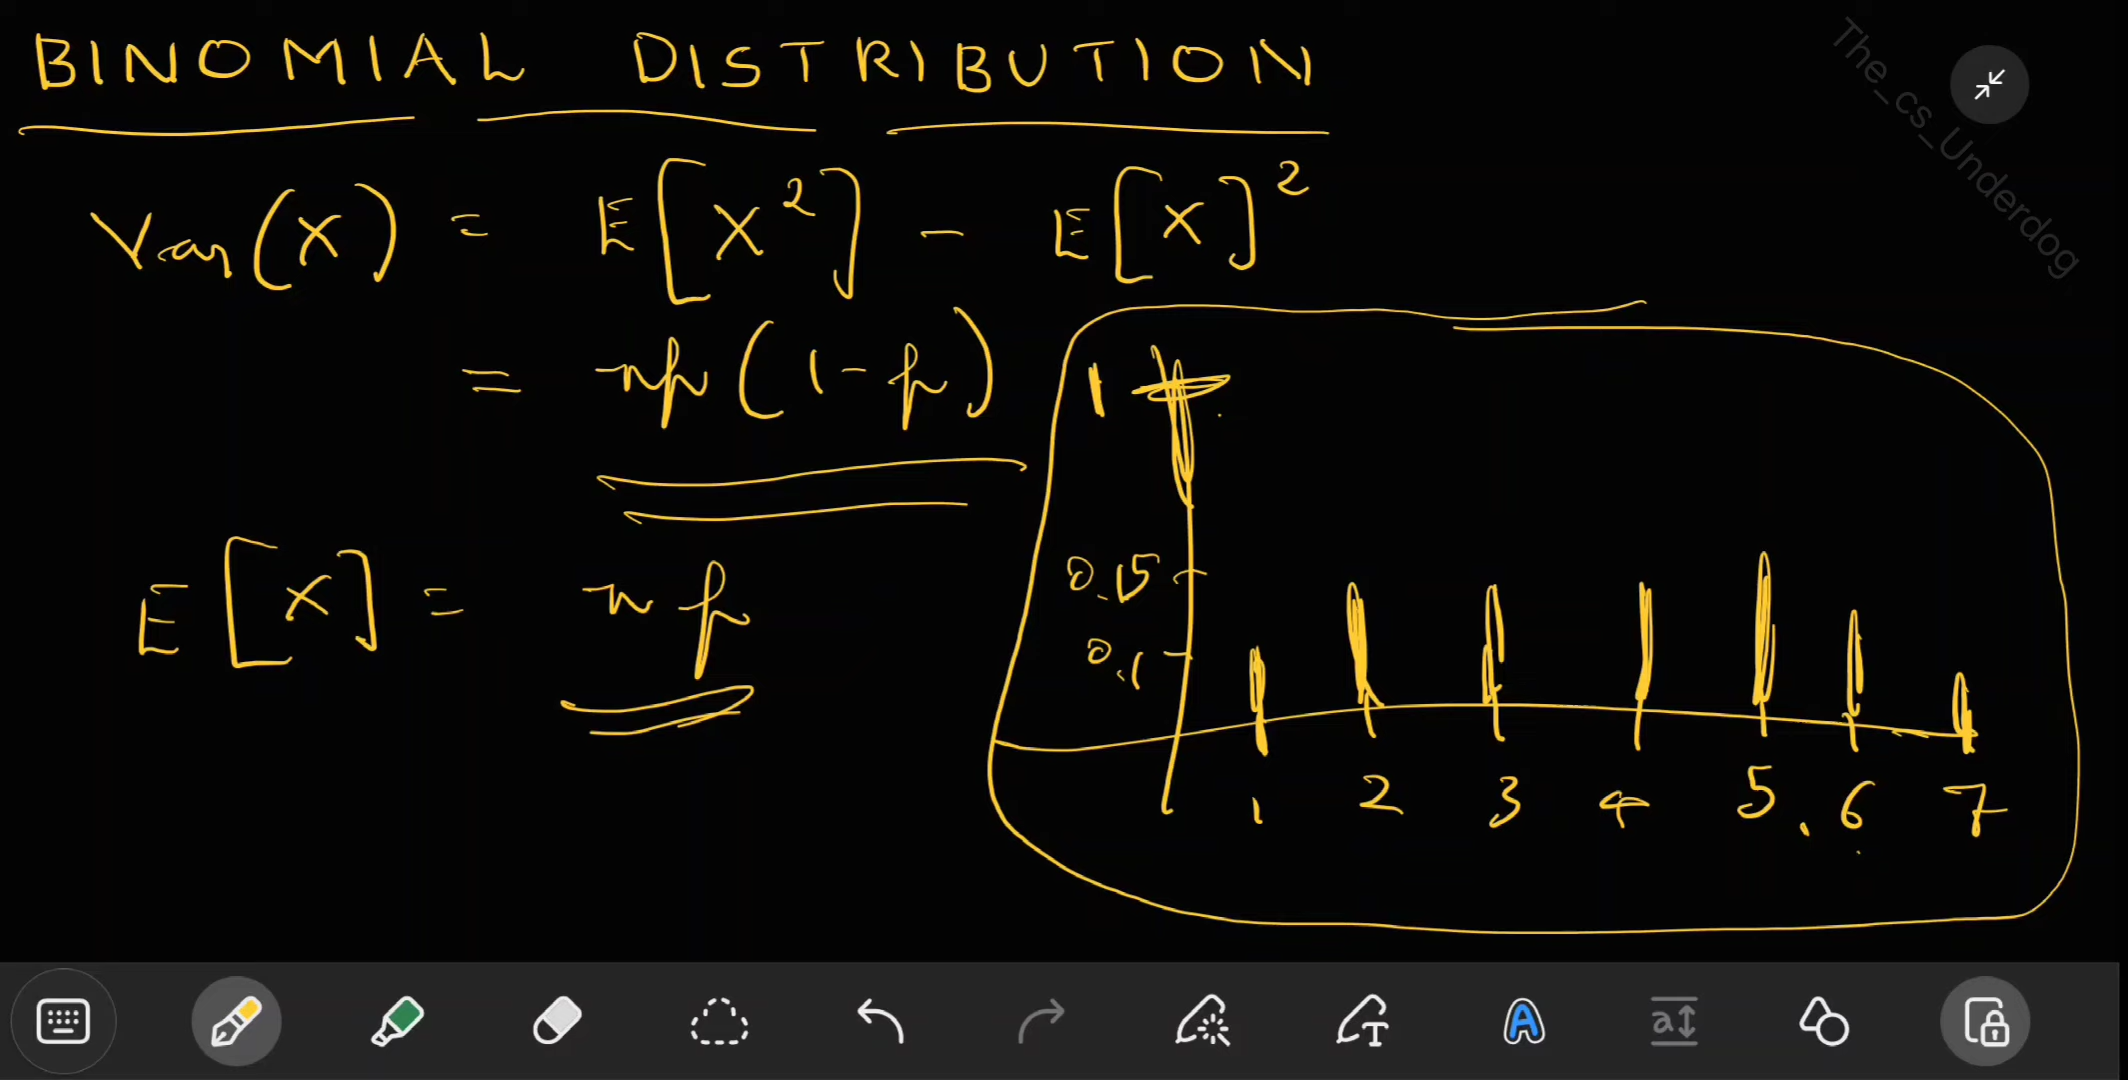 BINOMIAL DISTRIBUTION
The_cs_Underdog
Var(X) = E[X²] - E[X]²
= np(1-p)
E[X] = np
1
0.15
0.1
1 2 3 4 5 . 6 7
T A a